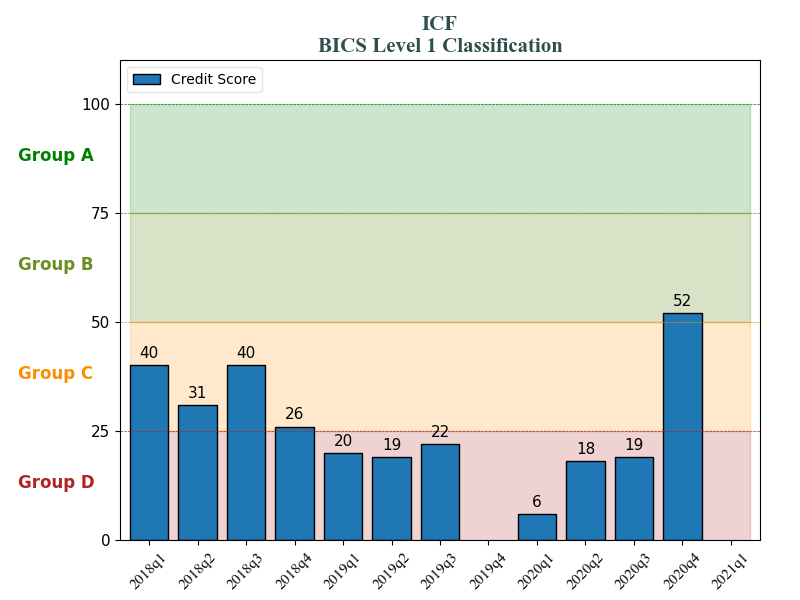 ICF
BICS Level 1 Classification
Credit Score
100
Group A
75
Group B
52
50
40
40
Group C
31
26
25
22
20
19
19
18
Group D
6
0
2018q1
2018q2
2018q3
2018q4
2019q1
2019q2
2019q3
2019q4
2020q1
2020q2
2020q3
2020q4
2021q1